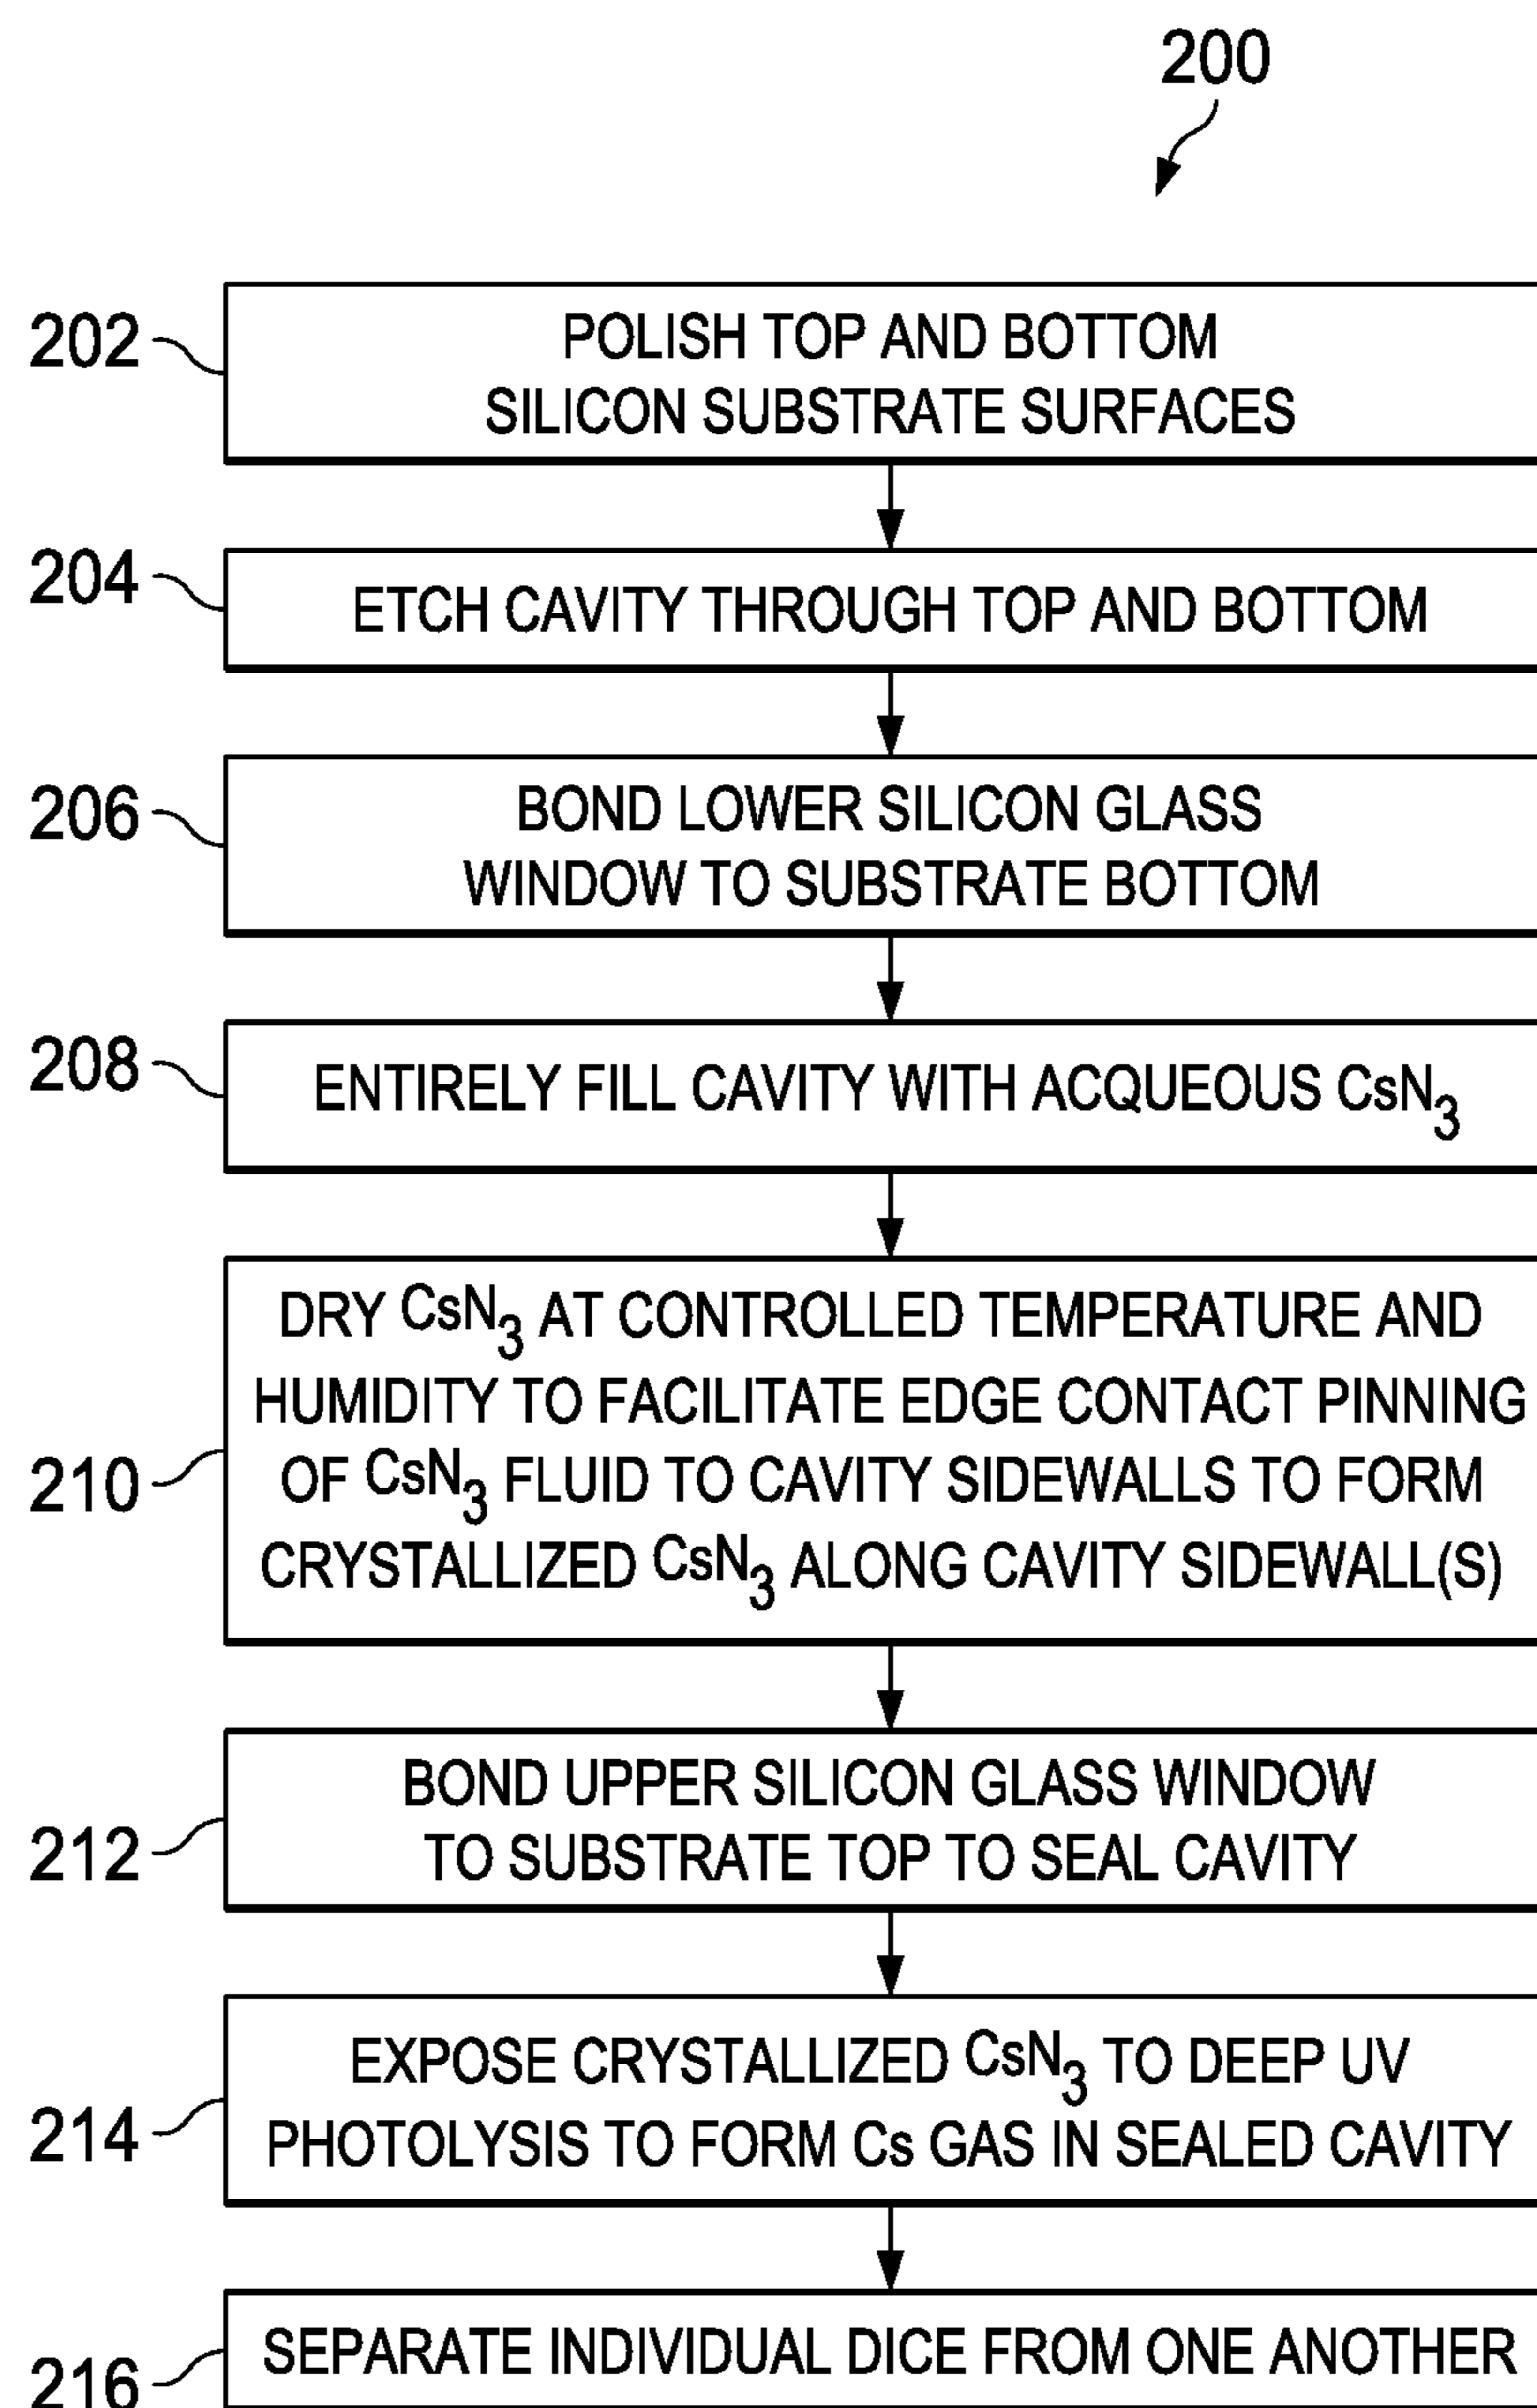 200
202
POLISH TOP AND BOTTOM
SILICON SUBSTRATE SURFACES
204
ETCH CAVITY THROUGH TOP AND BOTTOM
206
BOND LOWER SILICON GLASS
WINDOW TO SUBSTRATE BOTTOM
208
ENTIRELY FILL CAVITY WITH ACQUEOUS CsN3
210
DRY CsN3 AT CONTROLLED TEMPERATURE AND
HUMIDITY TO FACILITATE EDGE CONTACT PINNING
OF CsN3 FLUID TO CAVITY SIDEWALLS TO FORM
CRYSTALLIZED CsN3 ALONG CAVITY SIDEWALL(S)
212
BOND UPPER SILICON GLASS WINDOW
TO SUBSTRATE TOP TO SEAL CAVITY
214
EXPOSE CRYSTALLIZED CsN3 TO DEEP UV
PHOTOLYSIS TO FORM Cs GAS IN SEALED CAVITY
216
SEPARATE INDIVIDUAL DICE FROM ONE ANOTHER